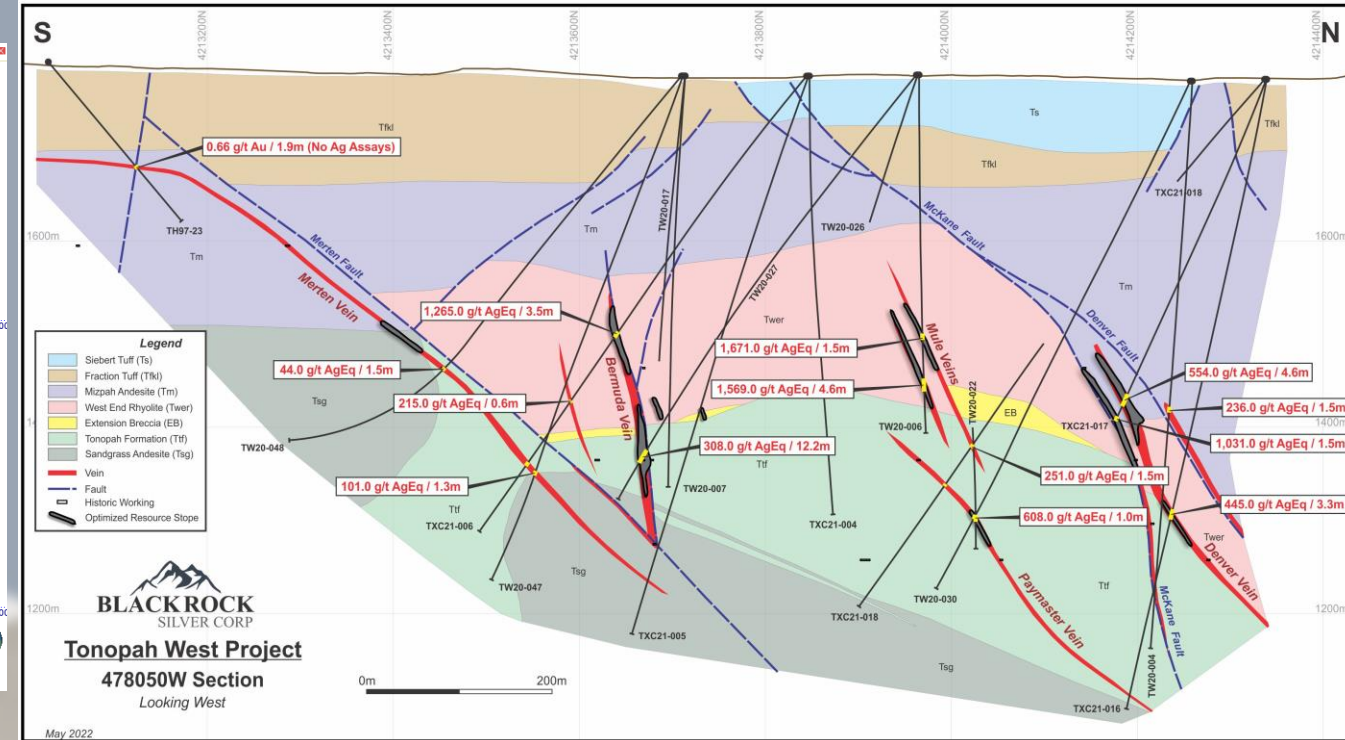 S
N
4213200N
4213400N
4213600N
4213800N
4214000N
4214200N
4214400N
Ts
Tfkl
Tfkl
Tfkl
0.66 g/t Au / 1.9m (No Ag Assays)
TW20-017
TXC21-018
TH97-23
TW20-026
McKane Fault
Tm
1600m
1600m
Merten Fault
Tm
TW20-027
Merten Vein
Tm
1,265.0 g/t AgEq / 3.5m
Twer
Denver Fault
Mule Veins
1,671.0 g/t AgEq / 1.5m
Legend
Siebert Tuff (Ts)
Fraction Tuff (Tfkl)
Mizpah Andesite (Tm)
West End Rhyolite (Twer)
Extension Breccia (EB)
Tonopah Formation (Ttf)
Sandgrass Andesite (Tsg)
Vein
Fault
Historic Working
Optimized Resource Stope
44.0 g/t AgEq / 1.5m
Bermuda Vein
1,569.0 g/t AgEq / 4.6m
TW20-022
554.0 g/t AgEq / 4.6m
215.0 g/t AgEq / 0.6m
Tsg
EB
236.0 g/t AgEq / 1.5m
TXC21-017
TW20-006
1400m
1,031.0 g/t AgEq / 1.5m
TW20-048
308.0 g/t AgEq / 12.2m
Ttf
251.0 g/t AgEq / 1.5m
101.0 g/t AgEq / 1.3m
TW20-007
445.0 g/t AgEq / 3.3m
Ttf
TXC21-006
TXC21-004
608.0 g/t AgEq / 1.0m
Twer
Tsg
Denver Vein
TW20-047
TW20-030
Paymaster Vein
Ttf
BLACKROCK
SILVER CORP
1200m
1200m
TXC21-005
TXC21-018
McKane Fault
Tonopah West Project
478050W Section
Looking West
Tsg
TW20-004
0m
200m
TXC21-016
May 2022